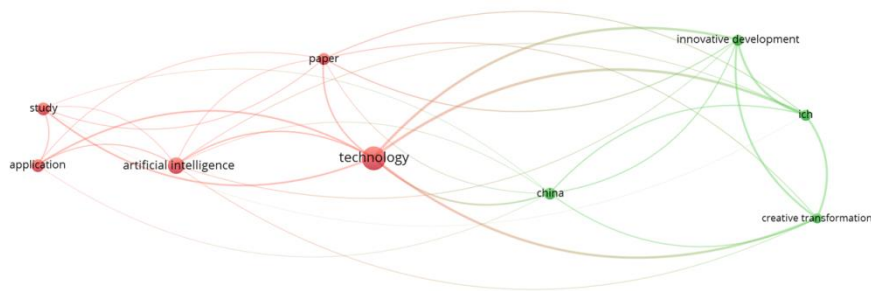 innovative development
paper
study
ich
technology
application
artificial intelligence
china
creative transformation